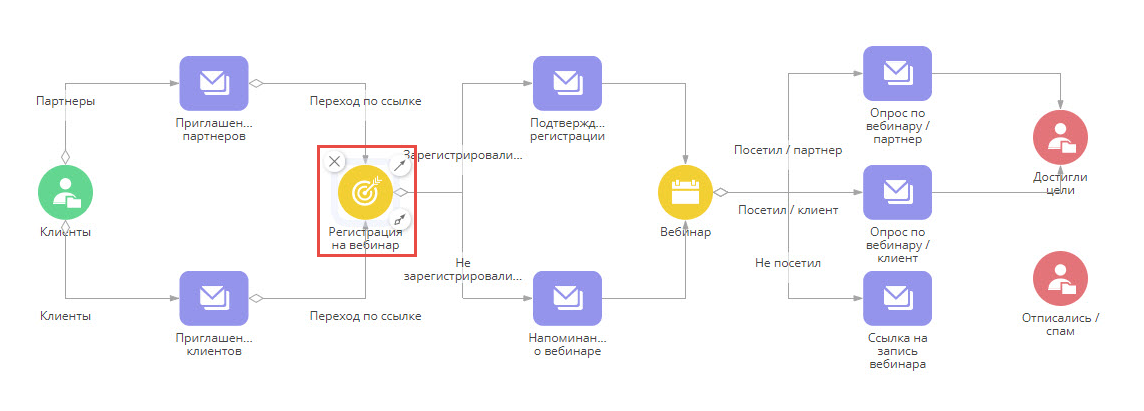 Партнеры
Приглашен...
партнеров
Переход по ссылке
Клиенты
Клиенты
Приглашен...
клиентов
Переход по ссылке
Регистрация
на вебинар
Зарегистрировали...
Не
зарегистрировали...
Подтвержд...
регистрации
Напоминан...
о вебинаре
Вебинар
Посетил / партнер
Посетил / клиент
Не посетил
Опрос по
вебинару /
партнер
Опрос по
вебинару /
клиент
Ссылка на
запись
вебинара
Достигли
цели
Отписались /
спам